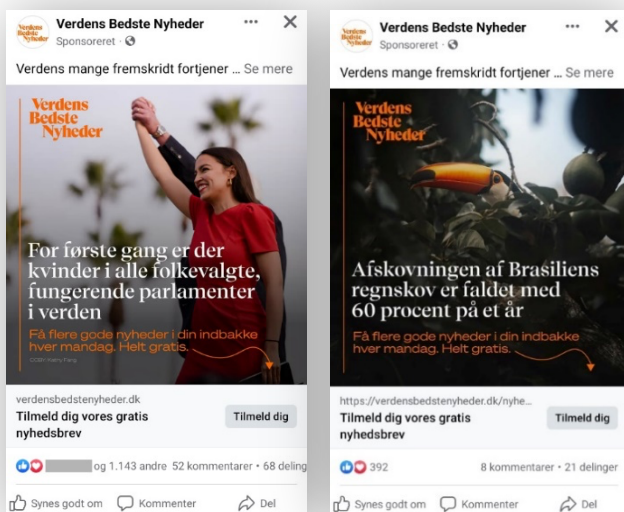 Verdens Bedste Nyheder
Sponsoreret ·
Verdens mange fremskridt fortjener ... Se mere
Verdens
Bedste
Nyheder
For første gang er der
kvinder i alle folkevalgte,
fungerende parlamenter
i verden
Få flere gode nyheder i din indbakke
hver mandag. Helt gratis.
verdensbedstenyheder.dk
Tilmeld dig vores gratis
nyhedsbrev
Tilmeld dig
og 1.143 andre 52 kommentarer • 68 deling
Synes godt om Kommenter Del
Verdens Bedste Nyheder
Sponsoreret ·
Verdens mange fremskridt fortjener ... Se mere
Verdens
Bedste
Nyheder
Afskovningen af Brasiliens
regnskov er faldet med
60 procent på et år
Få flere gode nyheder i din indbakke
hver mandag. Helt gratis.
https://verdensbedstenyheder.dk/nyhe...
Tilmeld dig vores gratis
nyhedsbrev
Tilmeld dig
392 8 kommentarer • 21 delinger
Synes godt om Kommenter Del